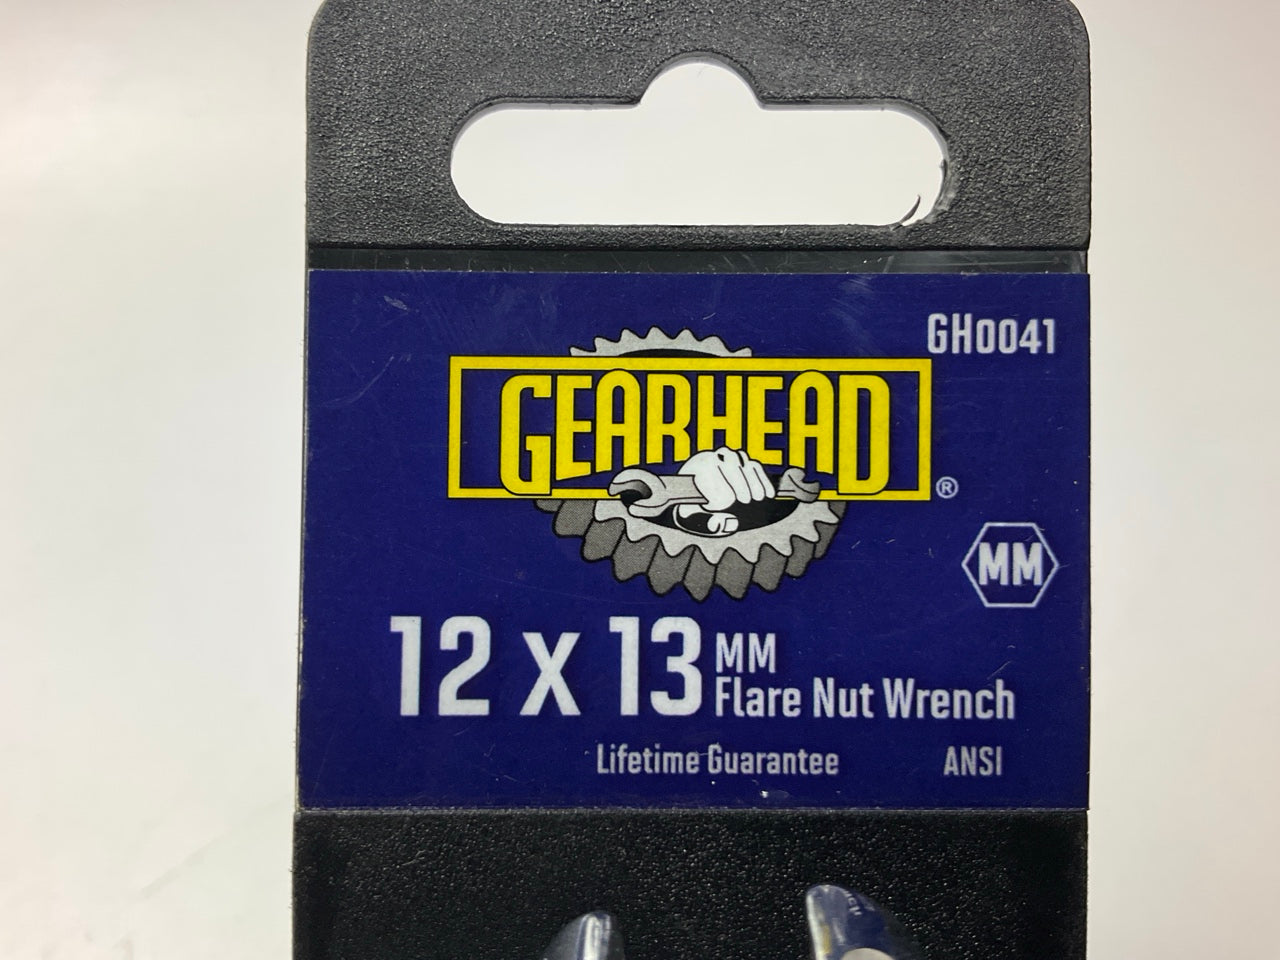 GH0041
GEARHEAD®
MM
12 x 13 MM
Flare Nut Wrench
Lifetime Guarantee ANSI